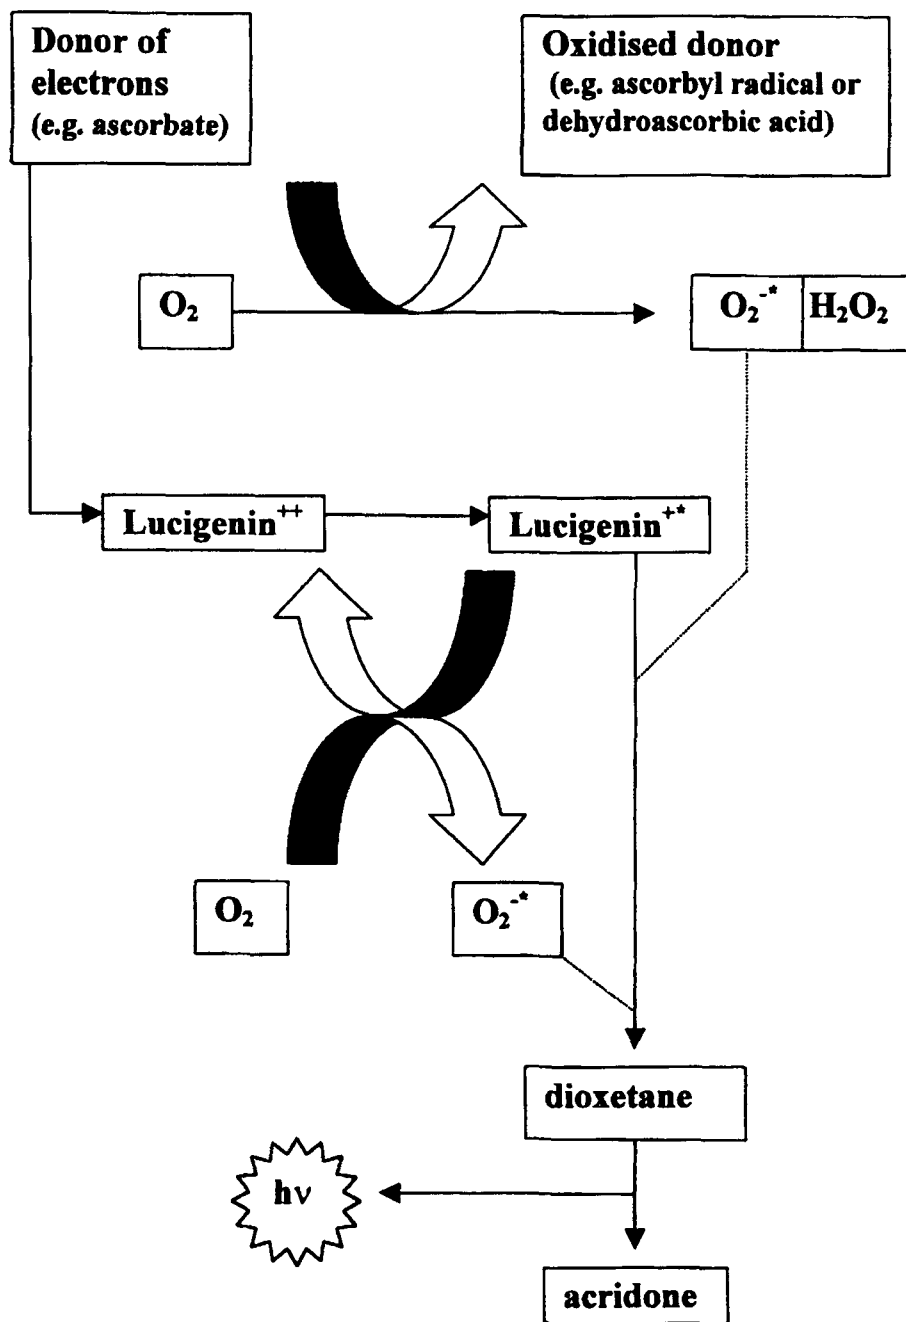 Donor of
electrons
(e.g. ascorbate)
Oxidised donor
(e.g. ascorbyl radical or
dehydroascorbic acid)
O₂
O₂⁻* H₂O₂
Lucigenin⁺⁺
Lucigenin⁺*
O₂
O₂⁻*
dioxetane
hν
acridone